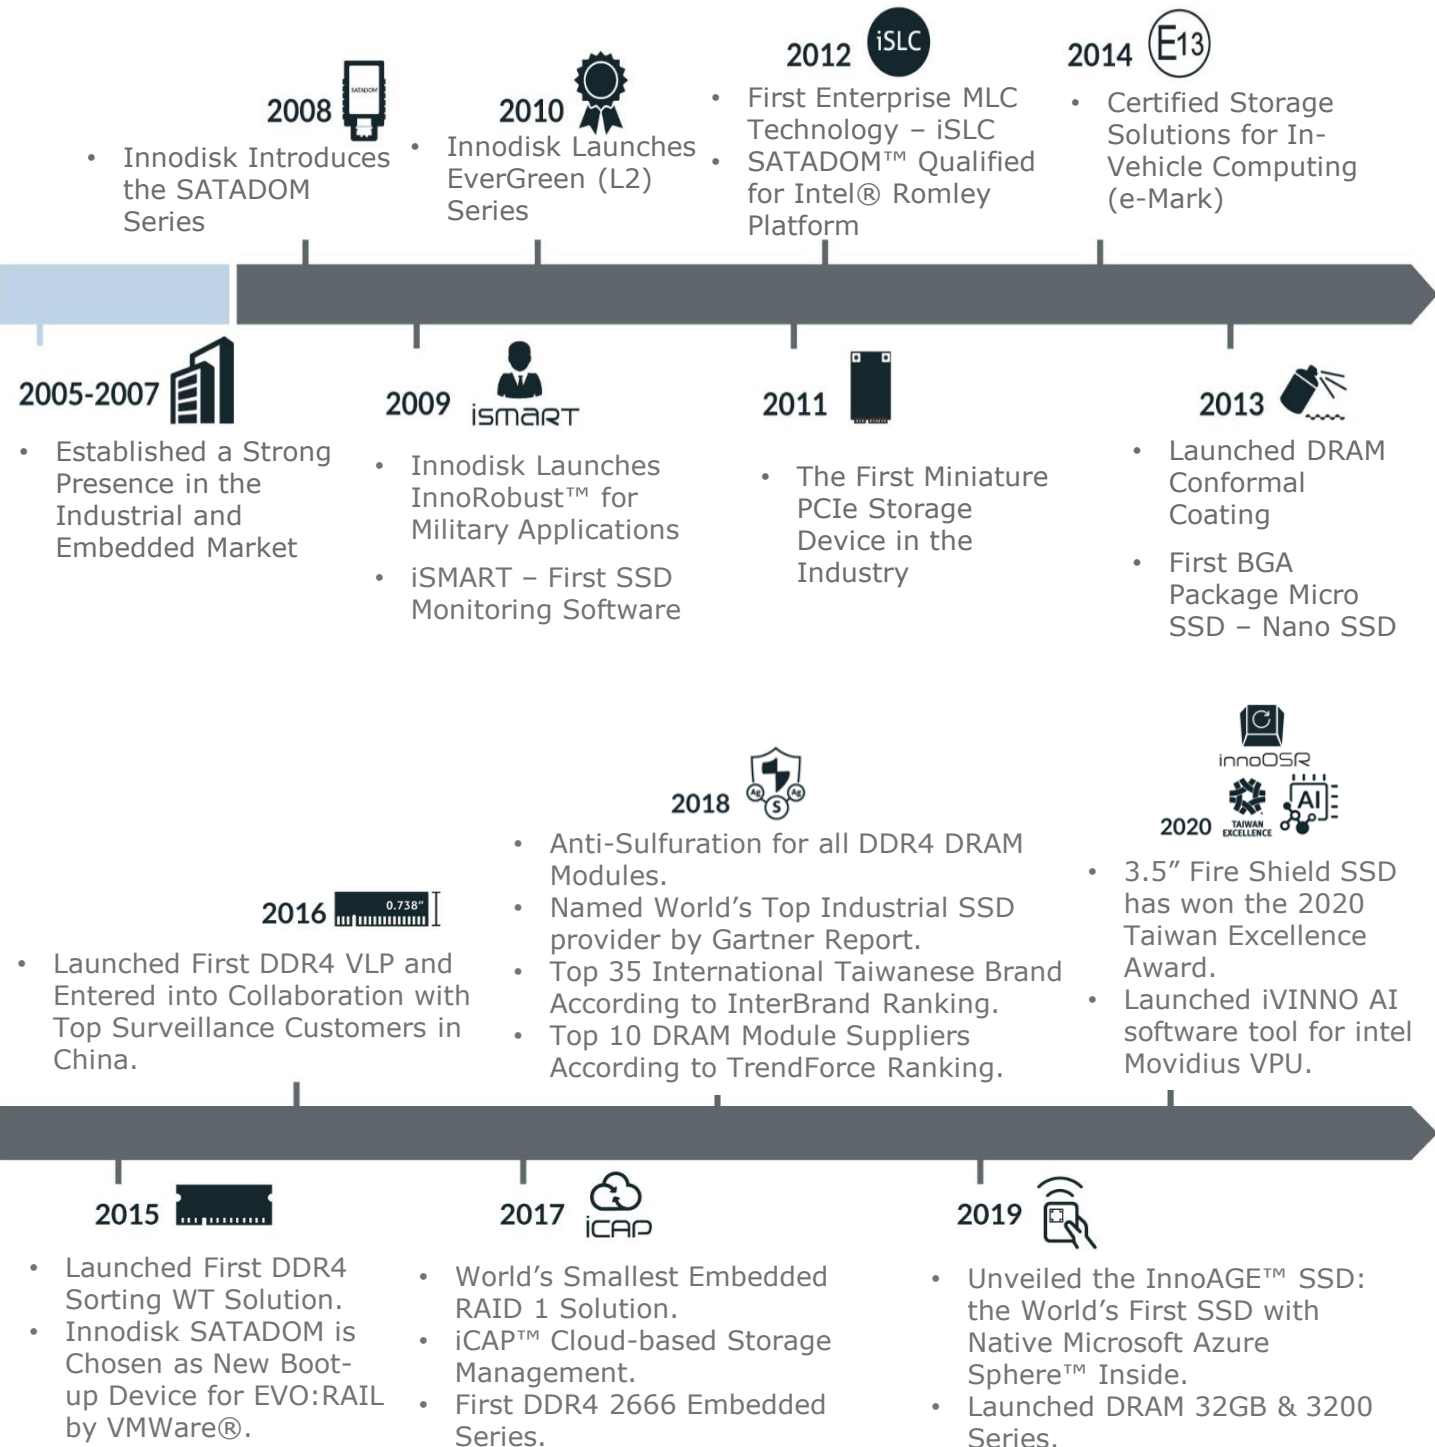 2008
SATADOM
• Innodisk Introduces
the SATADOM
Series
2010
• Innodisk Launches
EverGreen (L2)
Series
2012
iSLC
• First Enterprise MLC
Technology – iSLC
• SATADOM™ Qualified
for Intel® Romley
Platform
2014
E13
• Certified Storage
Solutions for In-
Vehicle Computing
(e-Mark)
2005-2007
• Established a Strong
Presence in the
Industrial and
Embedded Market
2009
iSMART
• Innodisk Launches
InnoRobust™ for
Military Applications
• iSMART – First SSD
Monitoring Software
2011
• The First Miniature
PCIe Storage
Device in the
Industry
2013
• Launched DRAM
Conformal
Coating
• First BGA
Package Micro
SSD – Nano SSD
2016
0.738"
• Launched First DDR4 VLP and
Entered into Collaboration with
Top Surveillance Customers in
China.
2018
Ag
S
Ag
• Anti-Sulfuration for all DDR4 DRAM
Modules.
• Named World’s Top Industrial SSD
provider by Gartner Report.
• Top 35 International Taiwanese Brand
According to InterBrand Ranking.
• Top 10 DRAM Module Suppliers
According to TrendForce Ranking.
innoOSR
2020
TAIWAN
EXCELLENCE
AI
• 3.5” Fire Shield SSD
has won the 2020
Taiwan Excellence
Award.
• Launched iVINNO AI
software tool for intel
Movidius VPU.
2015
• Launched First DDR4
Sorting WT Solution.
• Innodisk SATADOM is
Chosen as New Boot-
up Device for EVO:RAIL
by VMWare®.
2017
iCAP
• World’s Smallest Embedded
RAID 1 Solution.
• iCAP™ Cloud-based Storage
Management.
• First DDR4 2666 Embedded
Series.
2019
• Unveiled the InnoAGE™ SSD:
the World’s First SSD with
Native Microsoft Azure
Sphere™ Inside.
• Launched DRAM 32GB & 3200
Series.